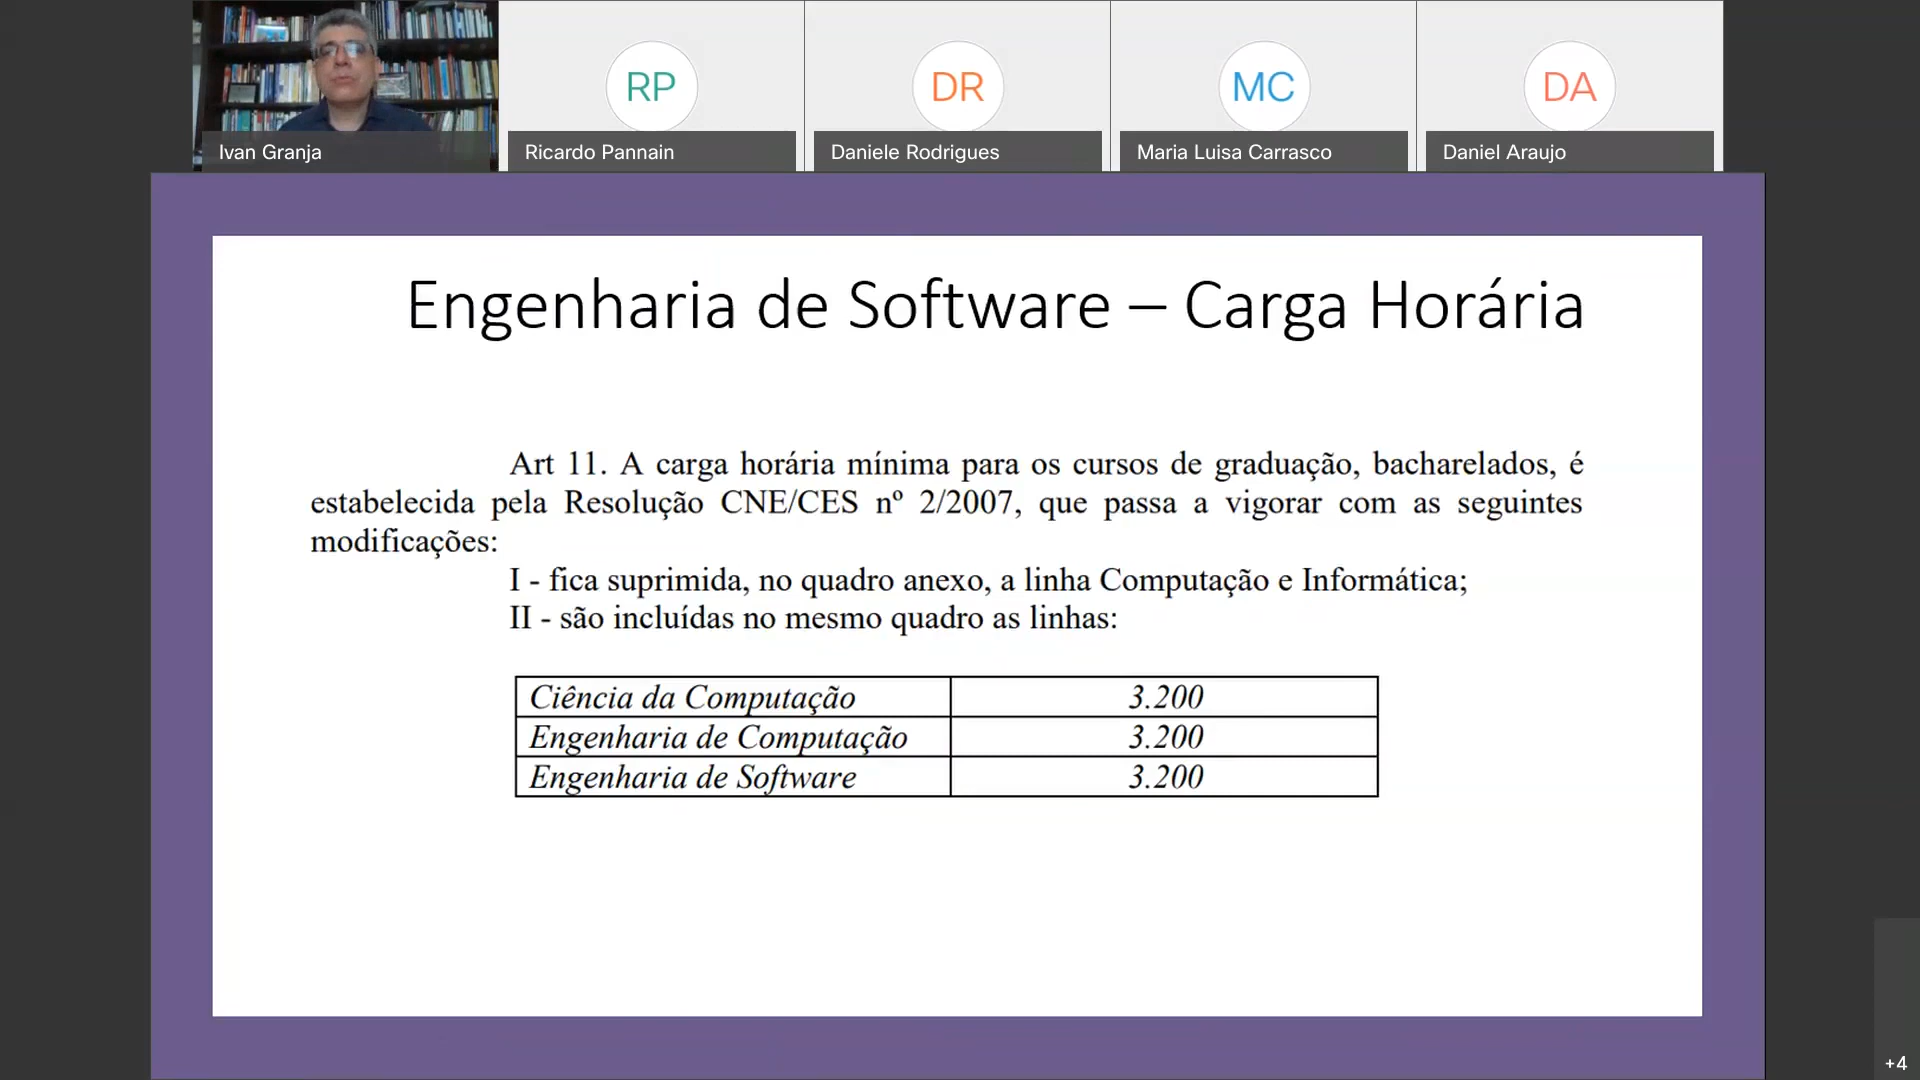 RP
DR
MC
DA
Ivan Granja
Ricardo Pannain
Daniele Rodrigues
Maria Luisa Carrasco
Daniel Araujo
Engenharia de Software – Carga Horária
Art 11. A carga horária mínima para os cursos de graduação, bacharelados, é
estabecida pela Resolução CNE/CES nº 2/2007, que passa a vigorar com as seguintes
modificações:
I - fica suprimida, no quadro anexo, a linha Computação e Informática;
II - são incluídas no mesmo quadro as linhas:
Ciência da Computação 3.200
Engenharia de Computação 3.200
Engenharia de Software 3.200
+4